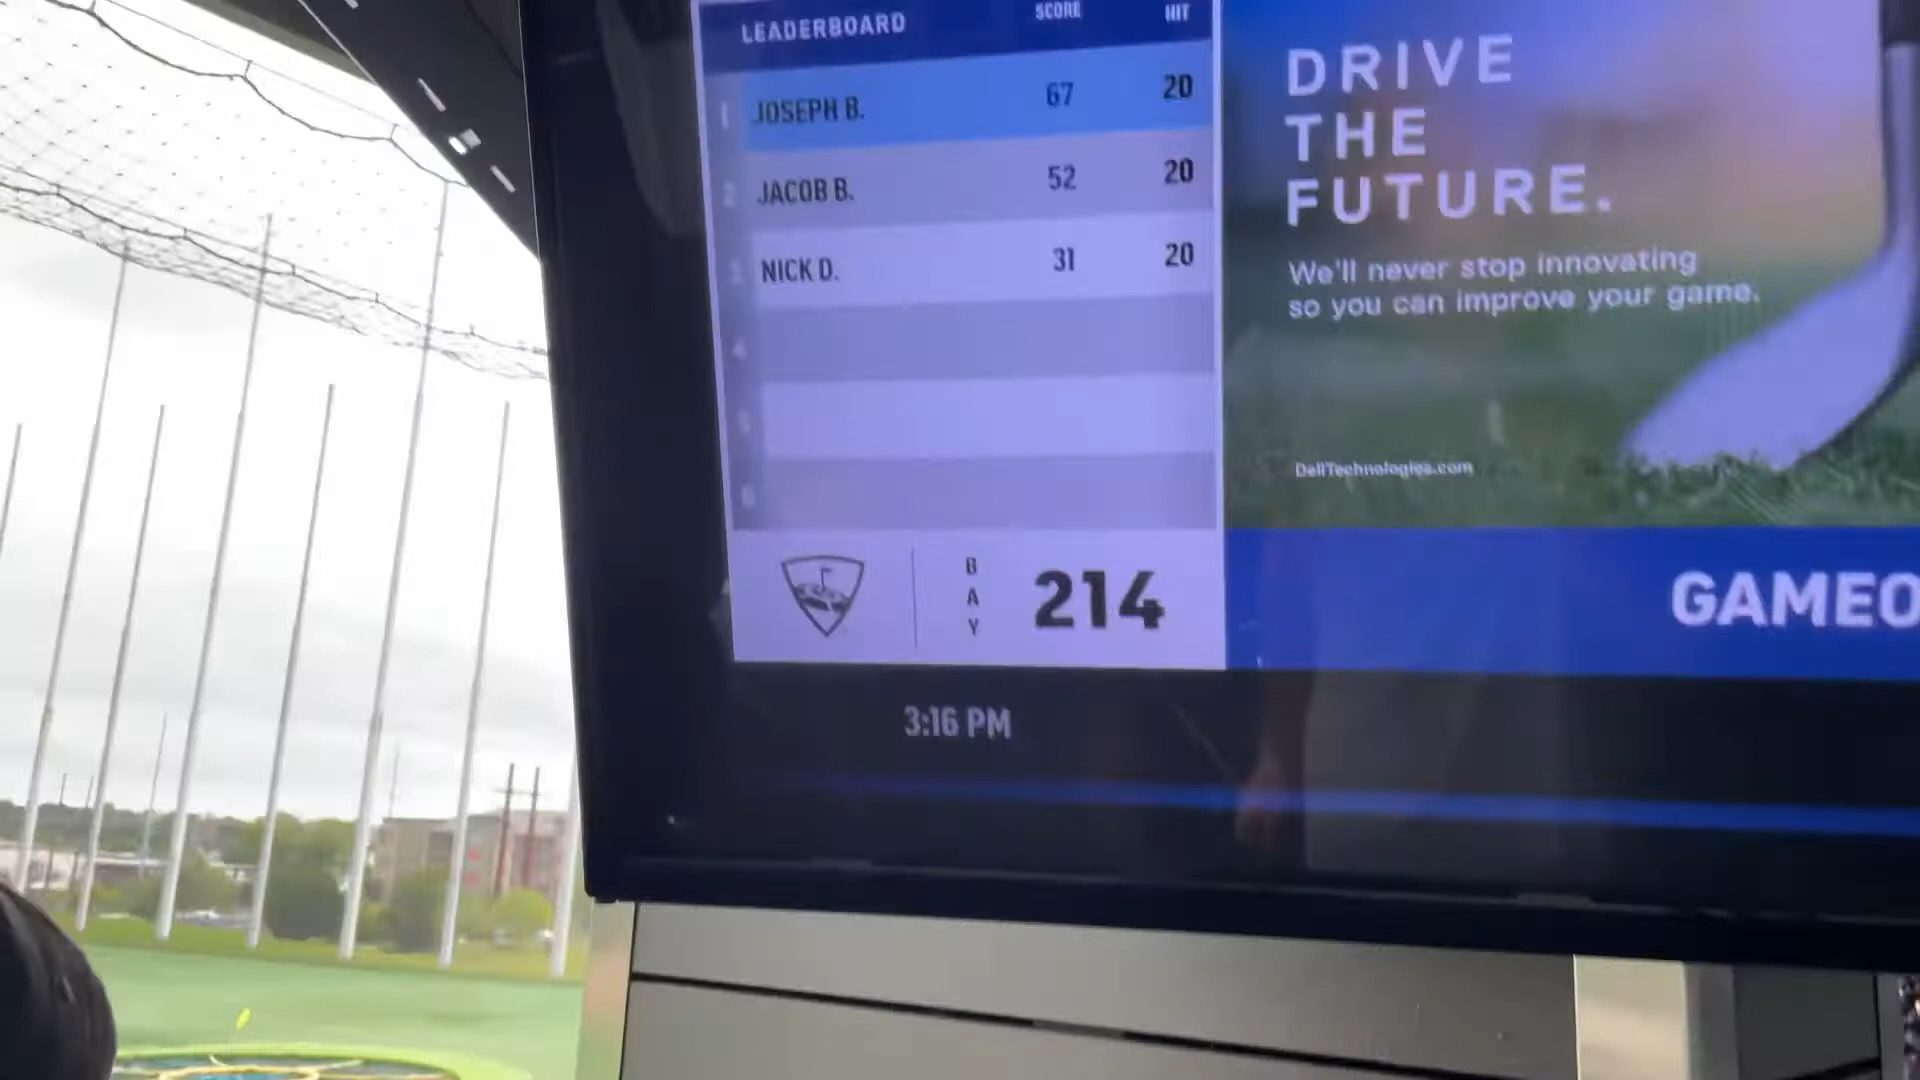 LEADERBOARD SCORE HIT
1 JOSEPH B. 67 20
2 JACOB B. 52 20
3 NICK D. 31 20
4
5
6
BAY 214
3:16 PM
DRIVE
THE
FUTURE.
We'll never stop innovating
so you can improve your game.
DellTechnologies.com
GAMEO